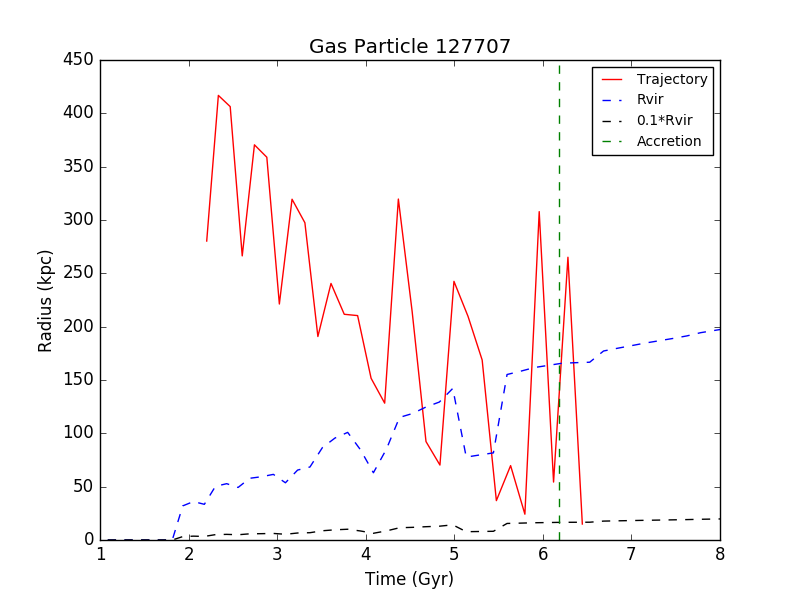 Gas Particle 127707
450
400
350
300
250
200
150
100
50
0
Radius (kpc)
Trajectory
Rvir
0.1*Rvir
Accretion
1 2 3 4 5 6 7 8
Time (Gyr)